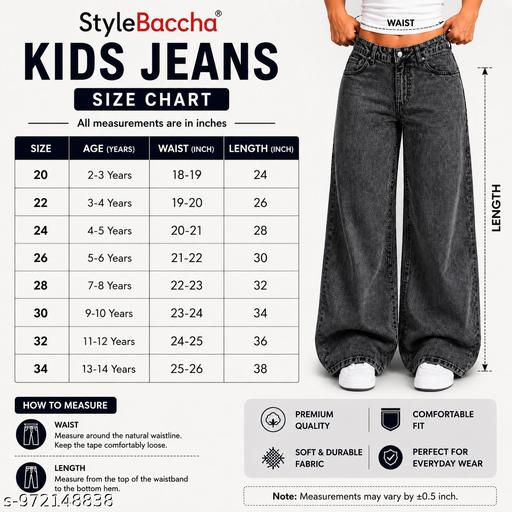 StyleBaccha®
KIDS JEANS
SIZE CHART
All measurements are in inches
SIZE AGE (YEARS) WAIST (INCH) LENGTH (INCH)
20 2-3 Years 18-19 24
22 3-4 Years 19-20 26
24 4-5 Years 20-21 28
26 5-6 Years 21-22 30
28 7-8 Years 22-23 32
30 9-10 Years 23-24 34
32 11-12 Years 24-25 36
34 13-14 Years 25-26 38
WAIST
LENGTH
HOW TO MEASURE
WAIST
Measure around the natural waistline.
Keep the tape comfortably loose.
LENGTH
Measure from the top of the waistband
to the bottom hem.
PREMIUM
QUALITY
COMFORTABLE
FIT
SOFT & DURABLE
FABRIC
PERFECT FOR
EVERYDAY WEAR
Note: Measurements may vary by ±0.5 inch.
s-972148838